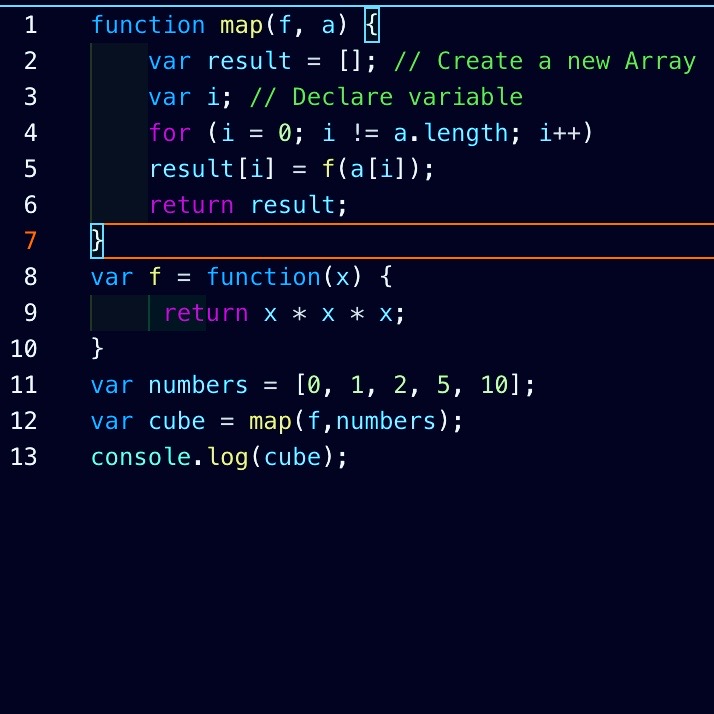 1 function map(f, a) {
2 var result = []; // Create a new Array
3 var i; // Declare variable
4 for (i = 0; i != a.length; i++)
5 result[i] = f(a[i]);
6 return result;
7 }
8 var f = function(x) {
9 return x * x * x;
10 }
11 var numbers = [0, 1, 2, 5, 10];
12 var cube = map(f,numbers);
13 console.log(cube);